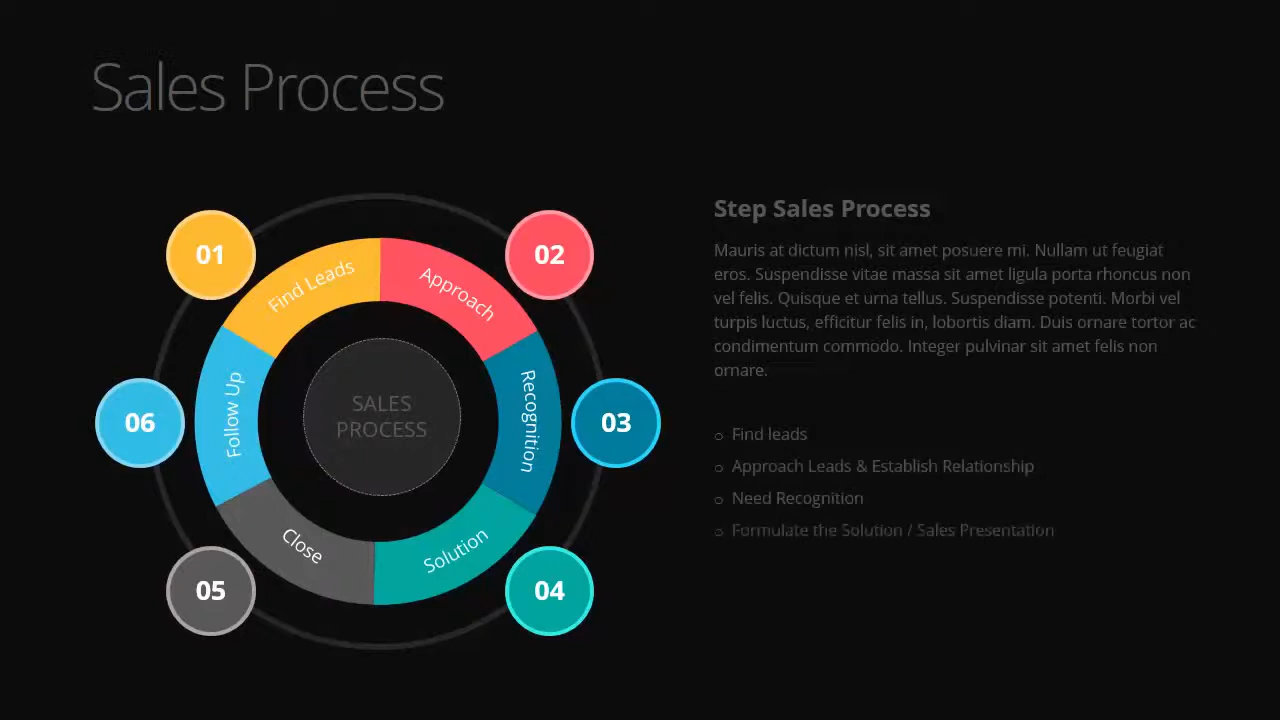 Sales Process
01
02
03
04
05
06
Find Leads
Approach
Recognition
Solution
Close
Follow Up
SALES
PROCESS
Step Sales Process
Mauris at dictum nisl, sit amet posuere mi. Nullam ut feugiat
eros. Suspendisse vitae massa sit amet ligula porta rhoncus non
vel felis. Quisque et urna tellus. Suspendisse potenti. Morbi vel
turpis luctus, efficitur felis in, lobortis diam. Duis ornare tortor ac
condimentum commodo. Integer pulvinar sit amet felis non
ornare.
○ Find leads
○ Approach Leads & Establish Relationship
○ Need Recognition
○ Formulate the Solution / Sales Presentation